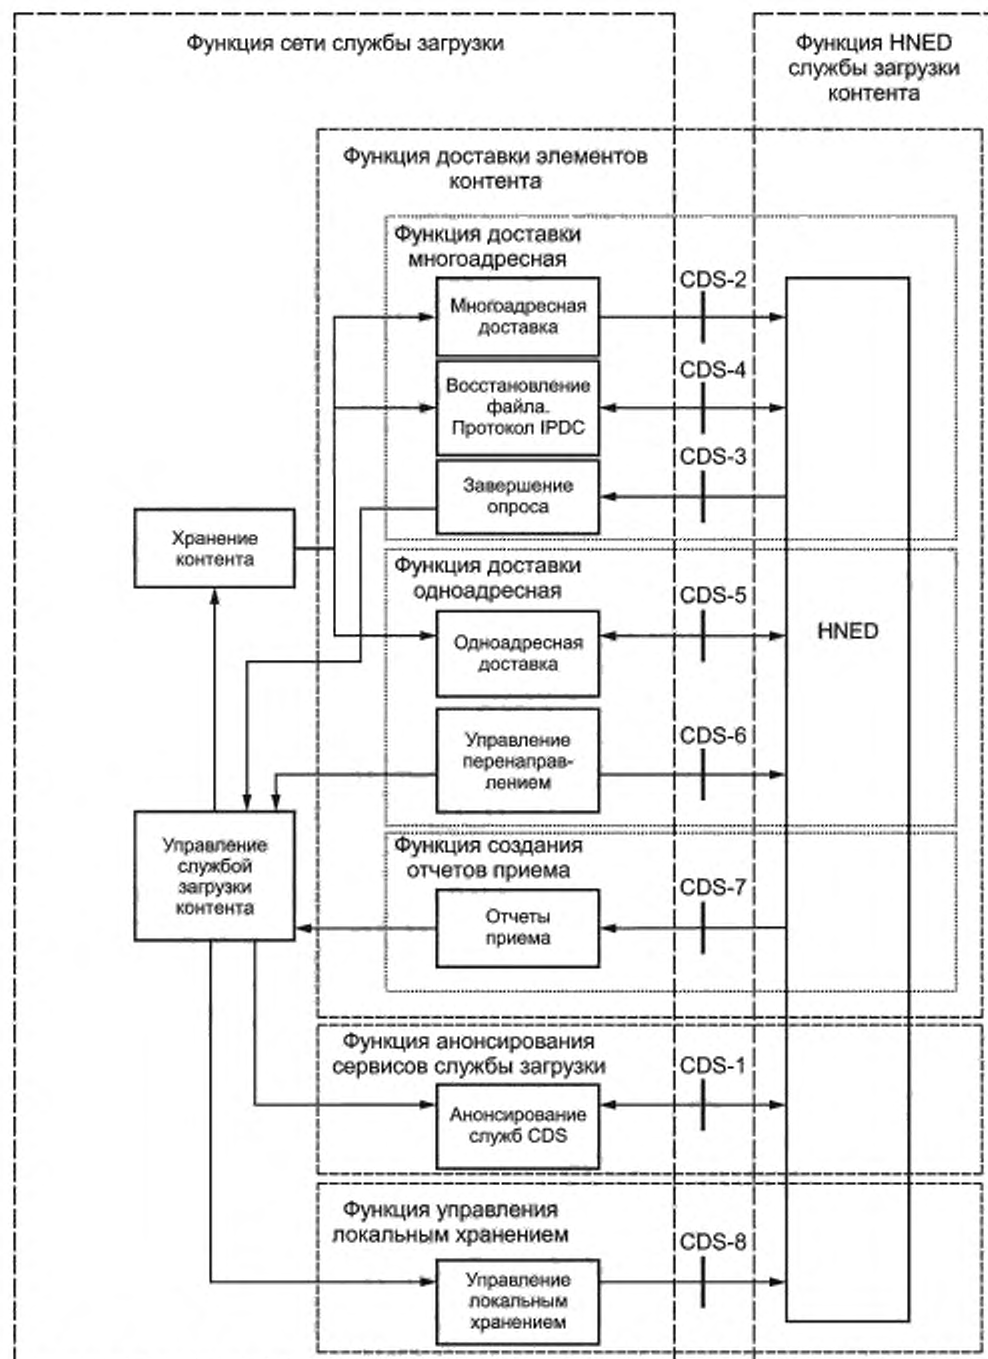 Функция сети службы загрузки
Функция HNED
службы загрузки
контента
Функция доставки элементов
контента
Функция доставки
многоадресная
Многоадресная
доставка
CDS-2
Восстановление
файла.
Протокол IPDC
CDS-4
Завершение
опроса
CDS-3
Хранение
контента
Функция доставки
одноадресная
Одноадресная
доставка
CDS-5
HNED
Управление
перенаправ-
лением
CDS-6
Управление
службой
загрузки
контента
Функция создания
отчетов приема
Отчеты
приема
CDS-7
Функция анонсирования
сервисов службы загрузки
Анонсирование
служб CDS
CDS-1
Функция управления
локальным хранением
Управление
локальным
хранением
CDS-8